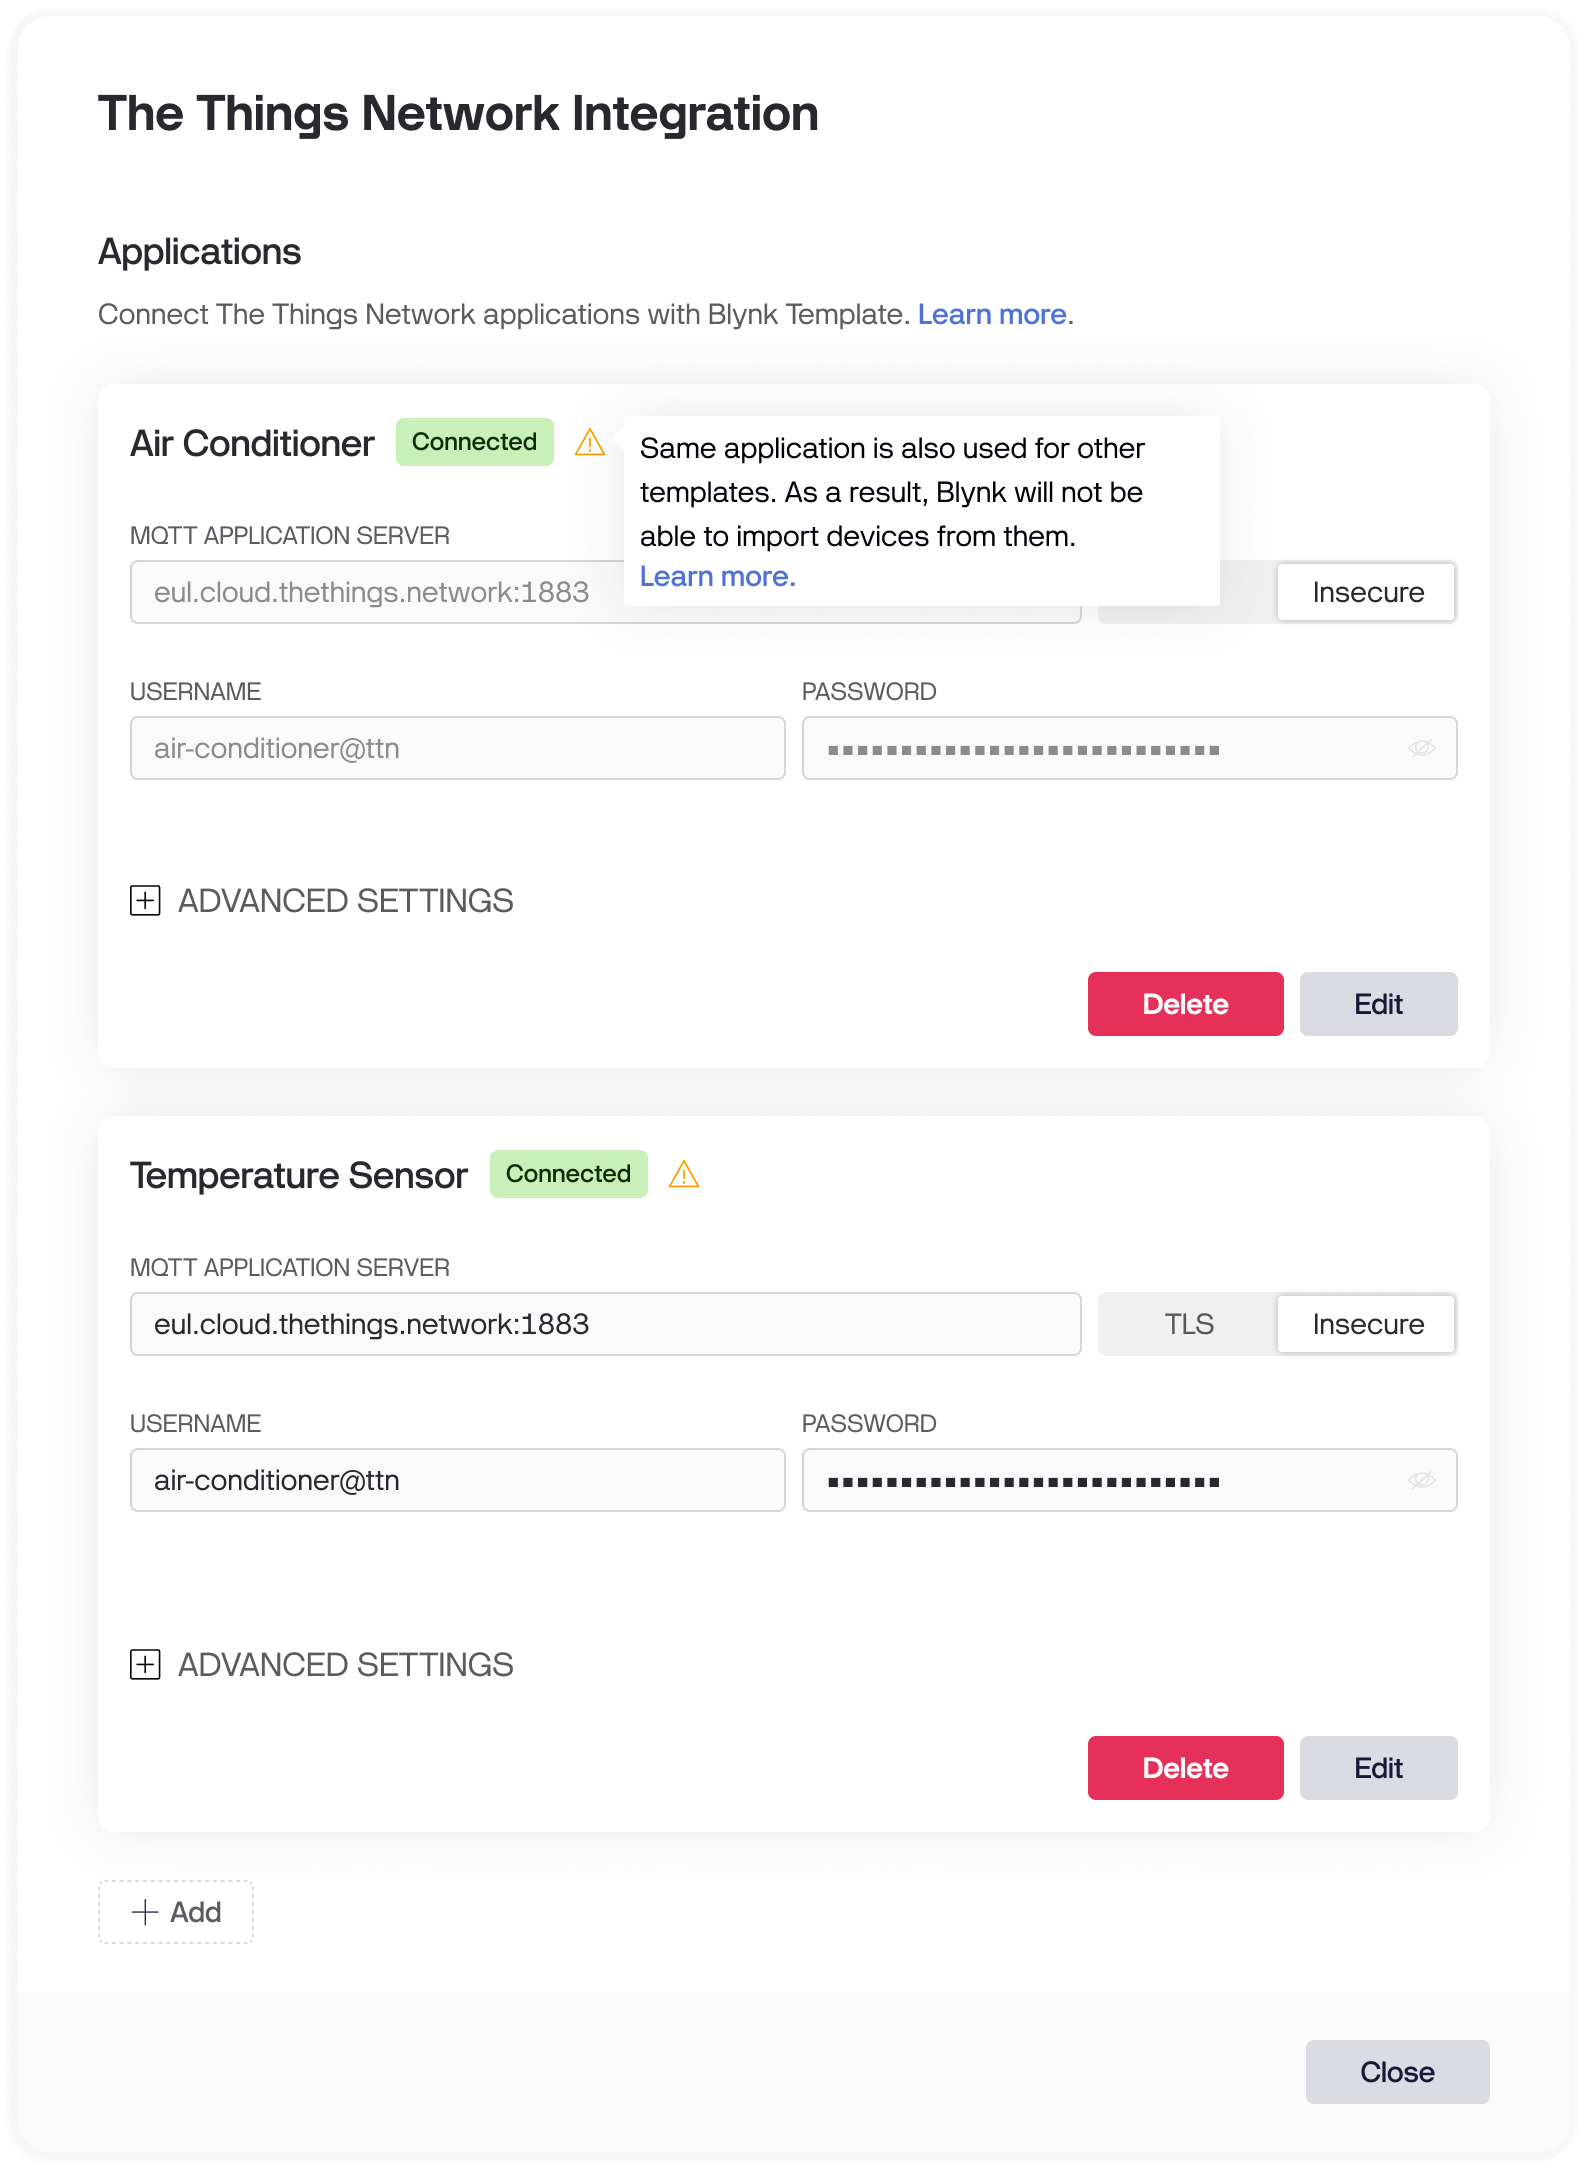 The Things Network Integration
Applications
Connect The Things Network applications with Blynk Template. Learn more.
Air Conditioner Connected
Same application is also used for other
templates. As a result, Blynk will not be
able to import devices from them.
Learn more.
MQTT APPLICATION SERVER
eul.cloud.thethings.network:1883 Insecure
USERNAME PASSWORD
air-conditioner@ttn
ADVANCED SETTINGS
Delete Edit
Temperature Sensor Connected
MQTT APPLICATION SERVER
eul.cloud.thethings.network:1883 TLS Insecure
USERNAME PASSWORD
air-conditioner@ttn
ADVANCED SETTINGS
Delete Edit
Add
Close